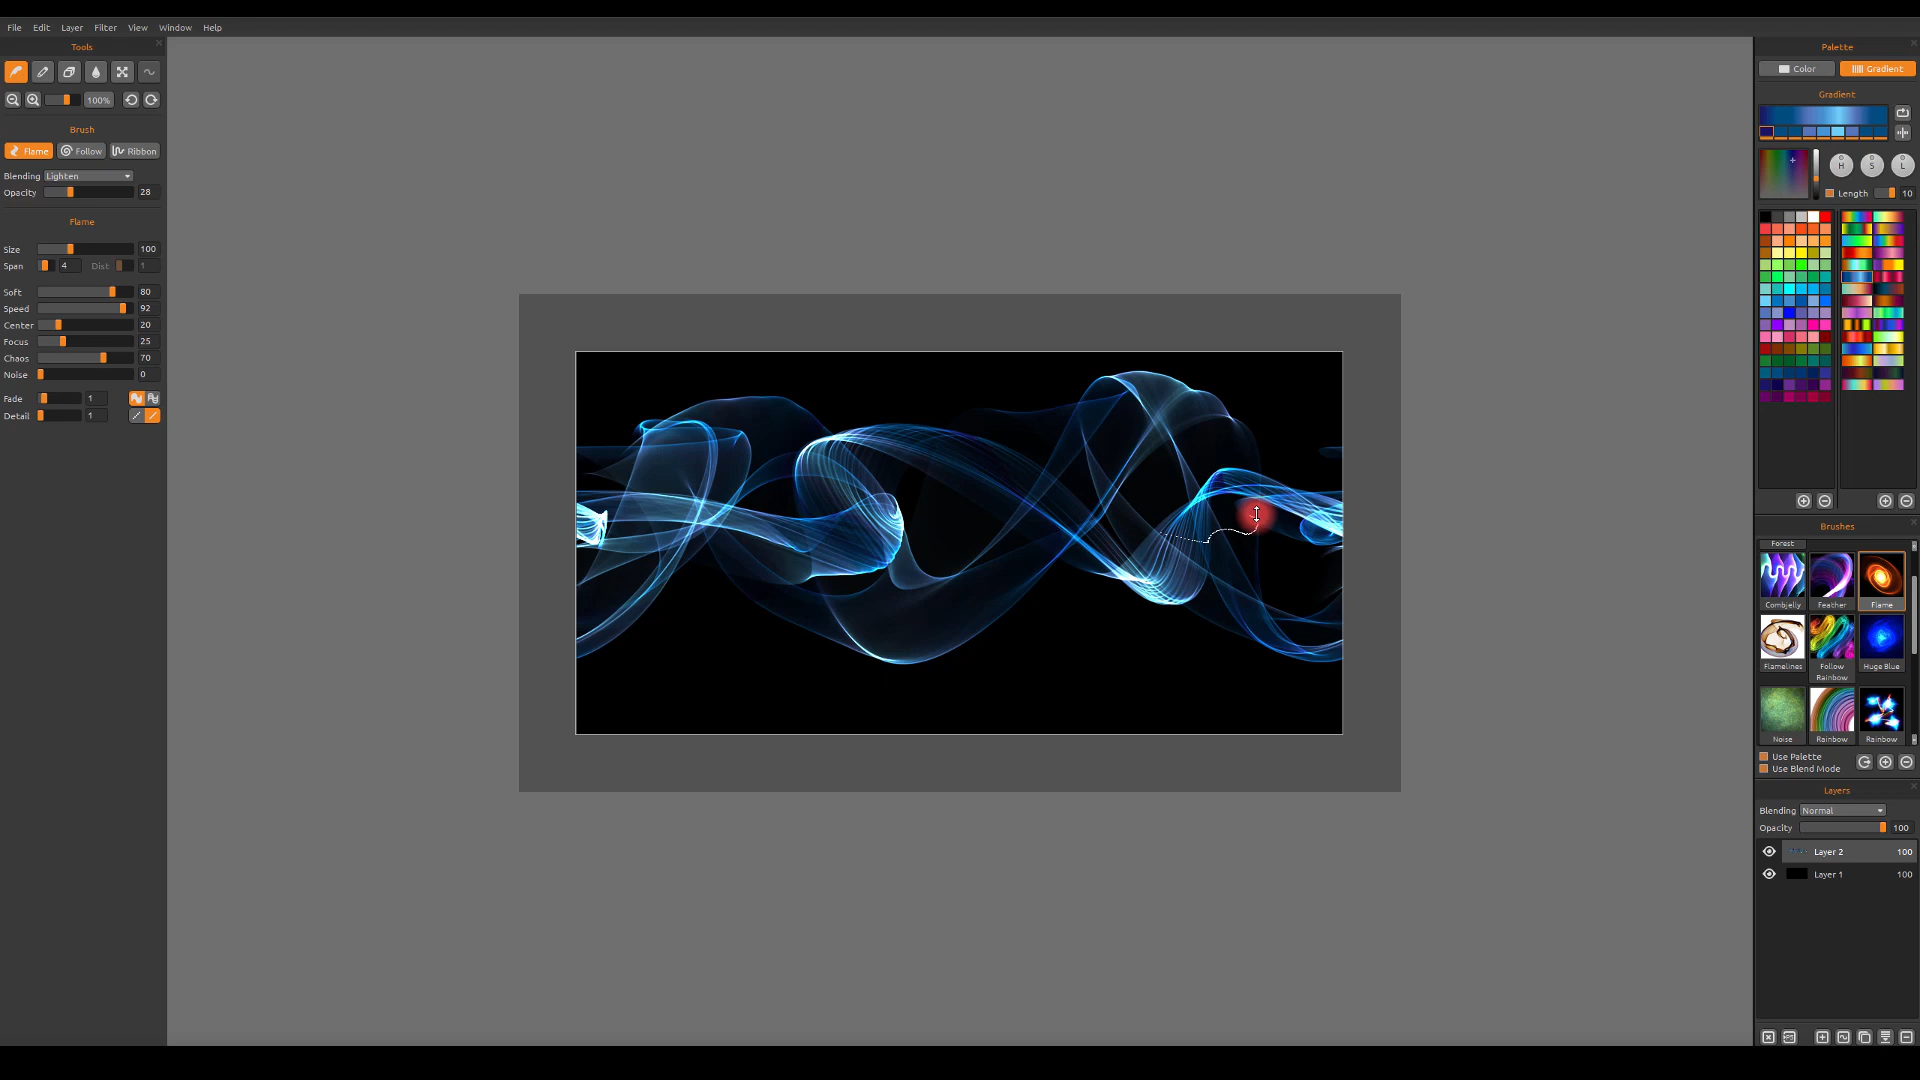 File Edit Layer Filter View Window Help
Tools
100%
Brush
Flame Follow Ribbon
Blending Lighten
Opacity 28
Flame
Size 100
Span 4 Dist 1
Soft 80
Speed 92
Center 20
Focus 25
Chaos 70
Noise 0
Fade 1
Detail 1
Palette
Color Gradient
Gradient
H S L
Length 10
Brushes
Forest
Combjelly Feather Flame
Flamelines Follow Rainbow Huge Blue
Noise Rainbow Rainbow
Use Palette
Use Blend Mode
Layers
Blending Normal
Opacity 100
Layer 2 100
Layer 1 100